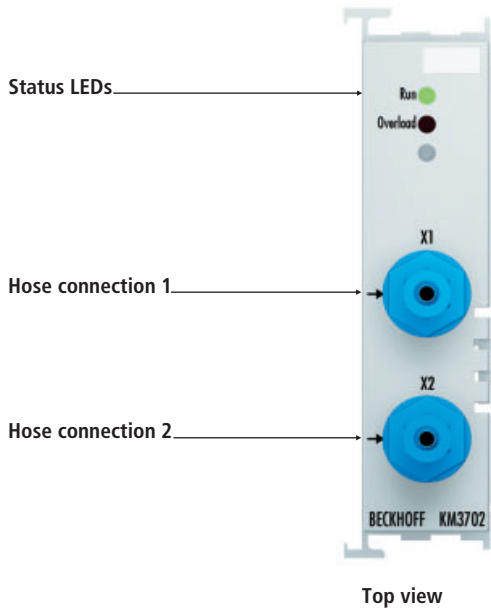 Status LEDs
Run
Overload
X1
Hose connection 1
X2
Hose connection 2
BECKHOFF KM3702
Top view